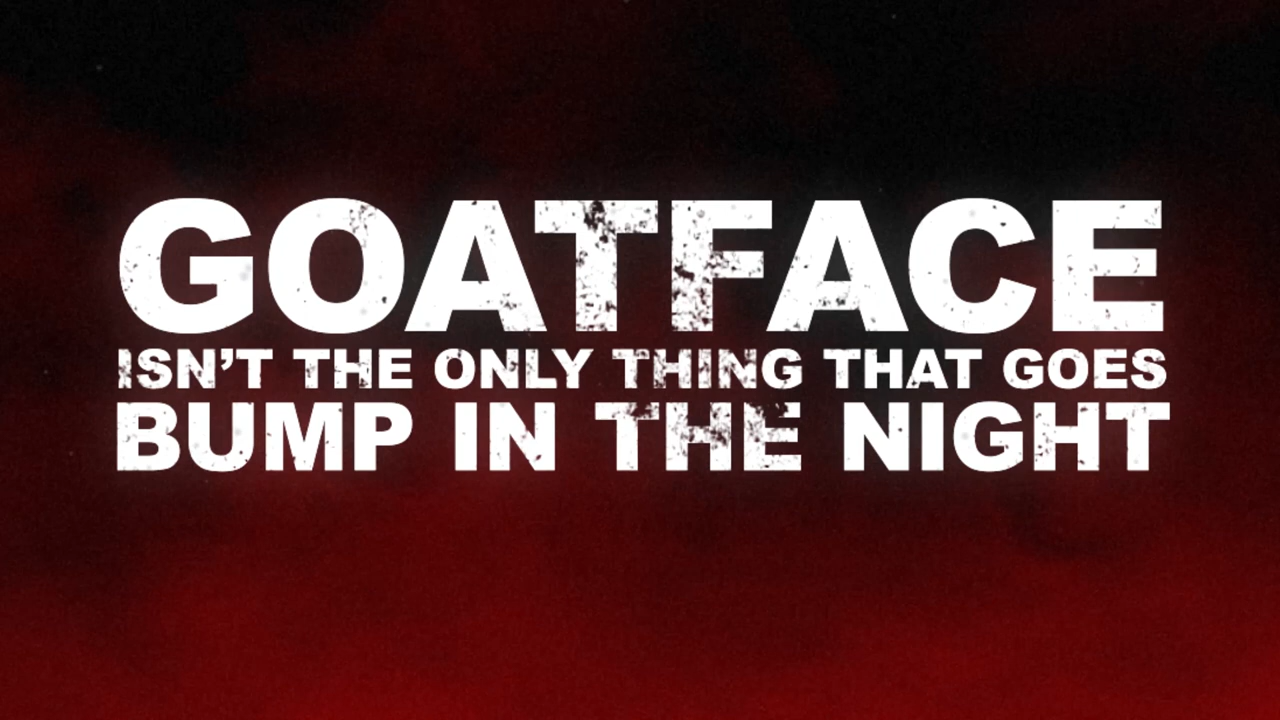 GOATFACE
ISN’T THE ONLY THING THAT GOES
BUMP IN THE NIGHT